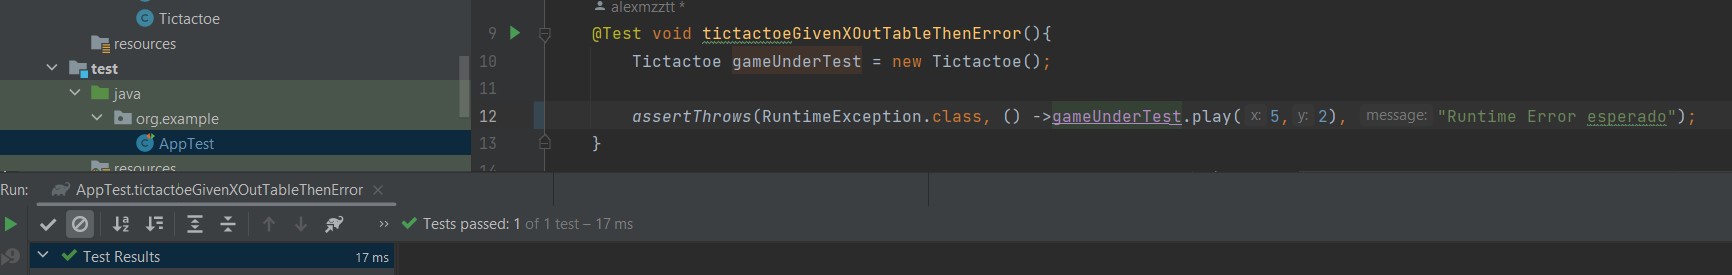 Tictactoe
resources
test
java
org.example
AppTest
resources
alexmzztt *
9 @Test void tictactoeGivenXOutTableThenError(){
10 Tictactoe gameUnderTest = new Tictactoe();
11
12 assertThrows(RuntimeException.class, () ->gameUnderTest.play( x: 5, y: 2), message: "Runtime Error esperado");
13 }
Run: AppTest.tictactoeGivenXOutTableThenError ×
>> Tests passed: 1 of 1 test – 17 ms
Test Results 17 ms